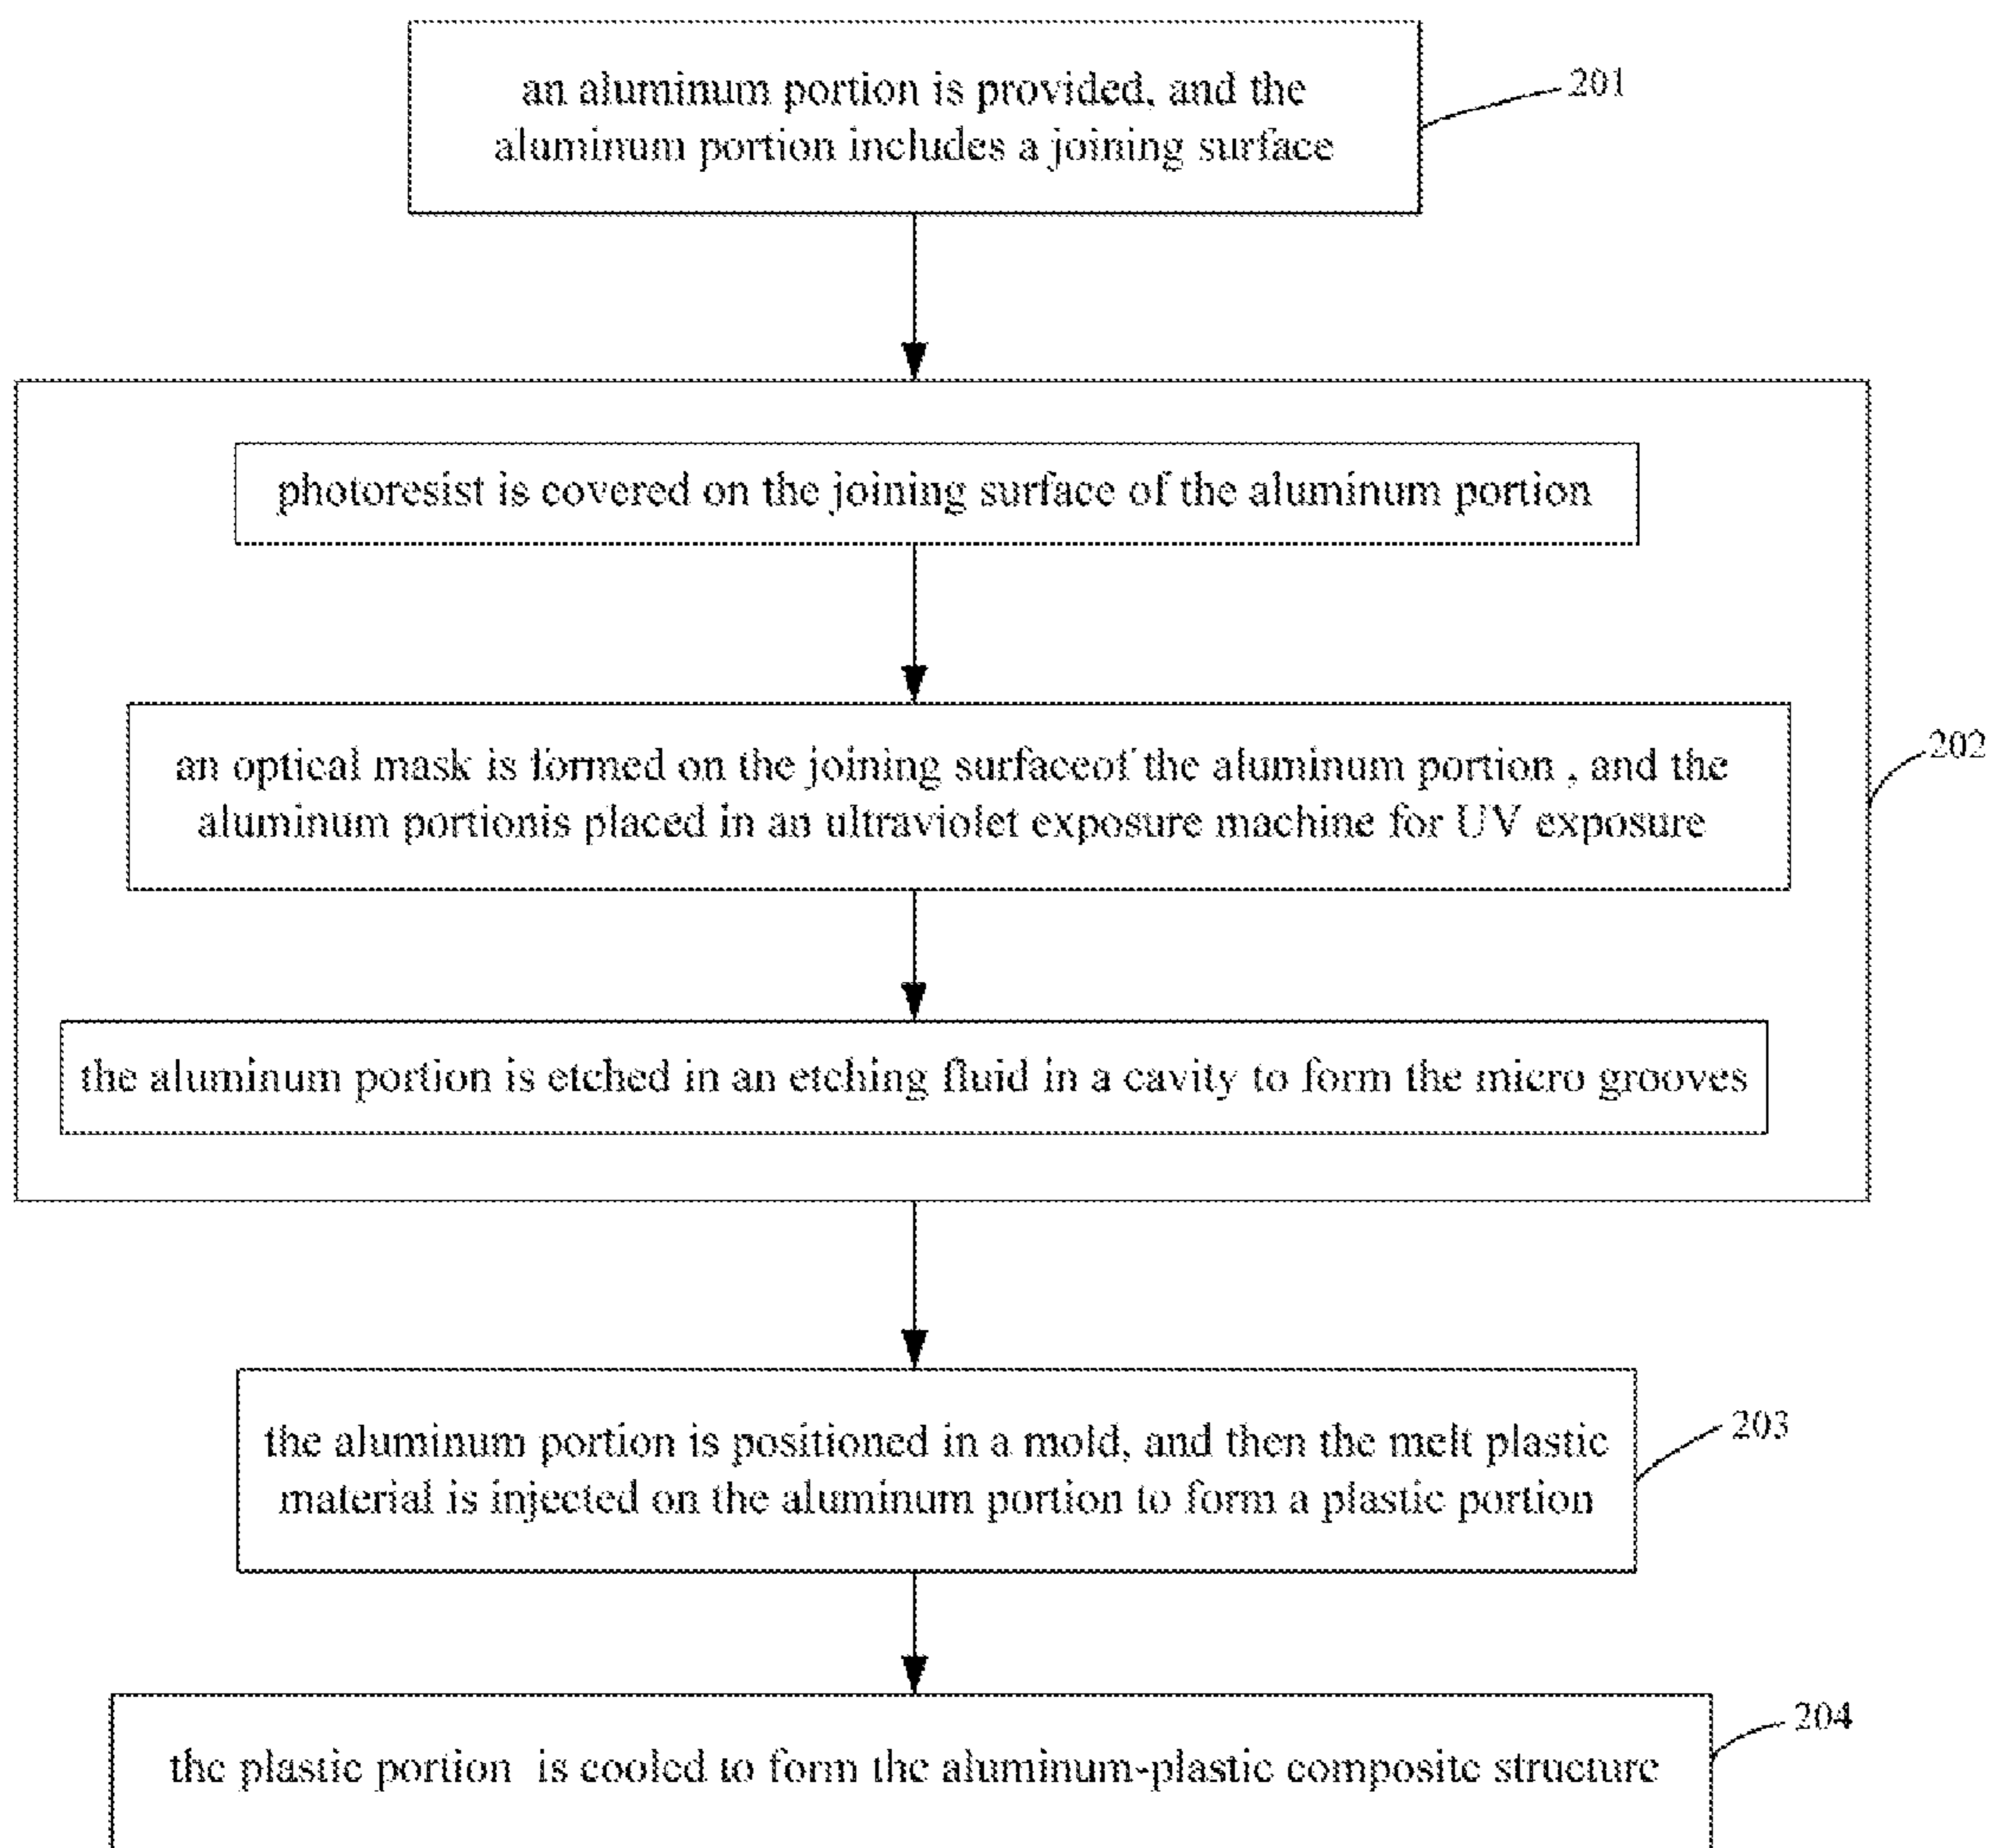 an aluminum portion is provided, and the
aluminum portion includes a joining surface
201
photoresist is covered on the joining surface of the aluminum portion
an optical mask is formed on the joining surfaceof the aluminum portion , and the
aluminum portionis placed in an ultraviolet exposure machine for UV exposure
202
the aluminum portion is etched in an etching fluid in a cavity to form the micro grooves
the aluminum portion is positioned in a mold, and then the melt plastic
material is injected on the aluminum portion to form a plastic portion
203
the plastic portion is cooled to form the aluminum-plastic composite structure
204